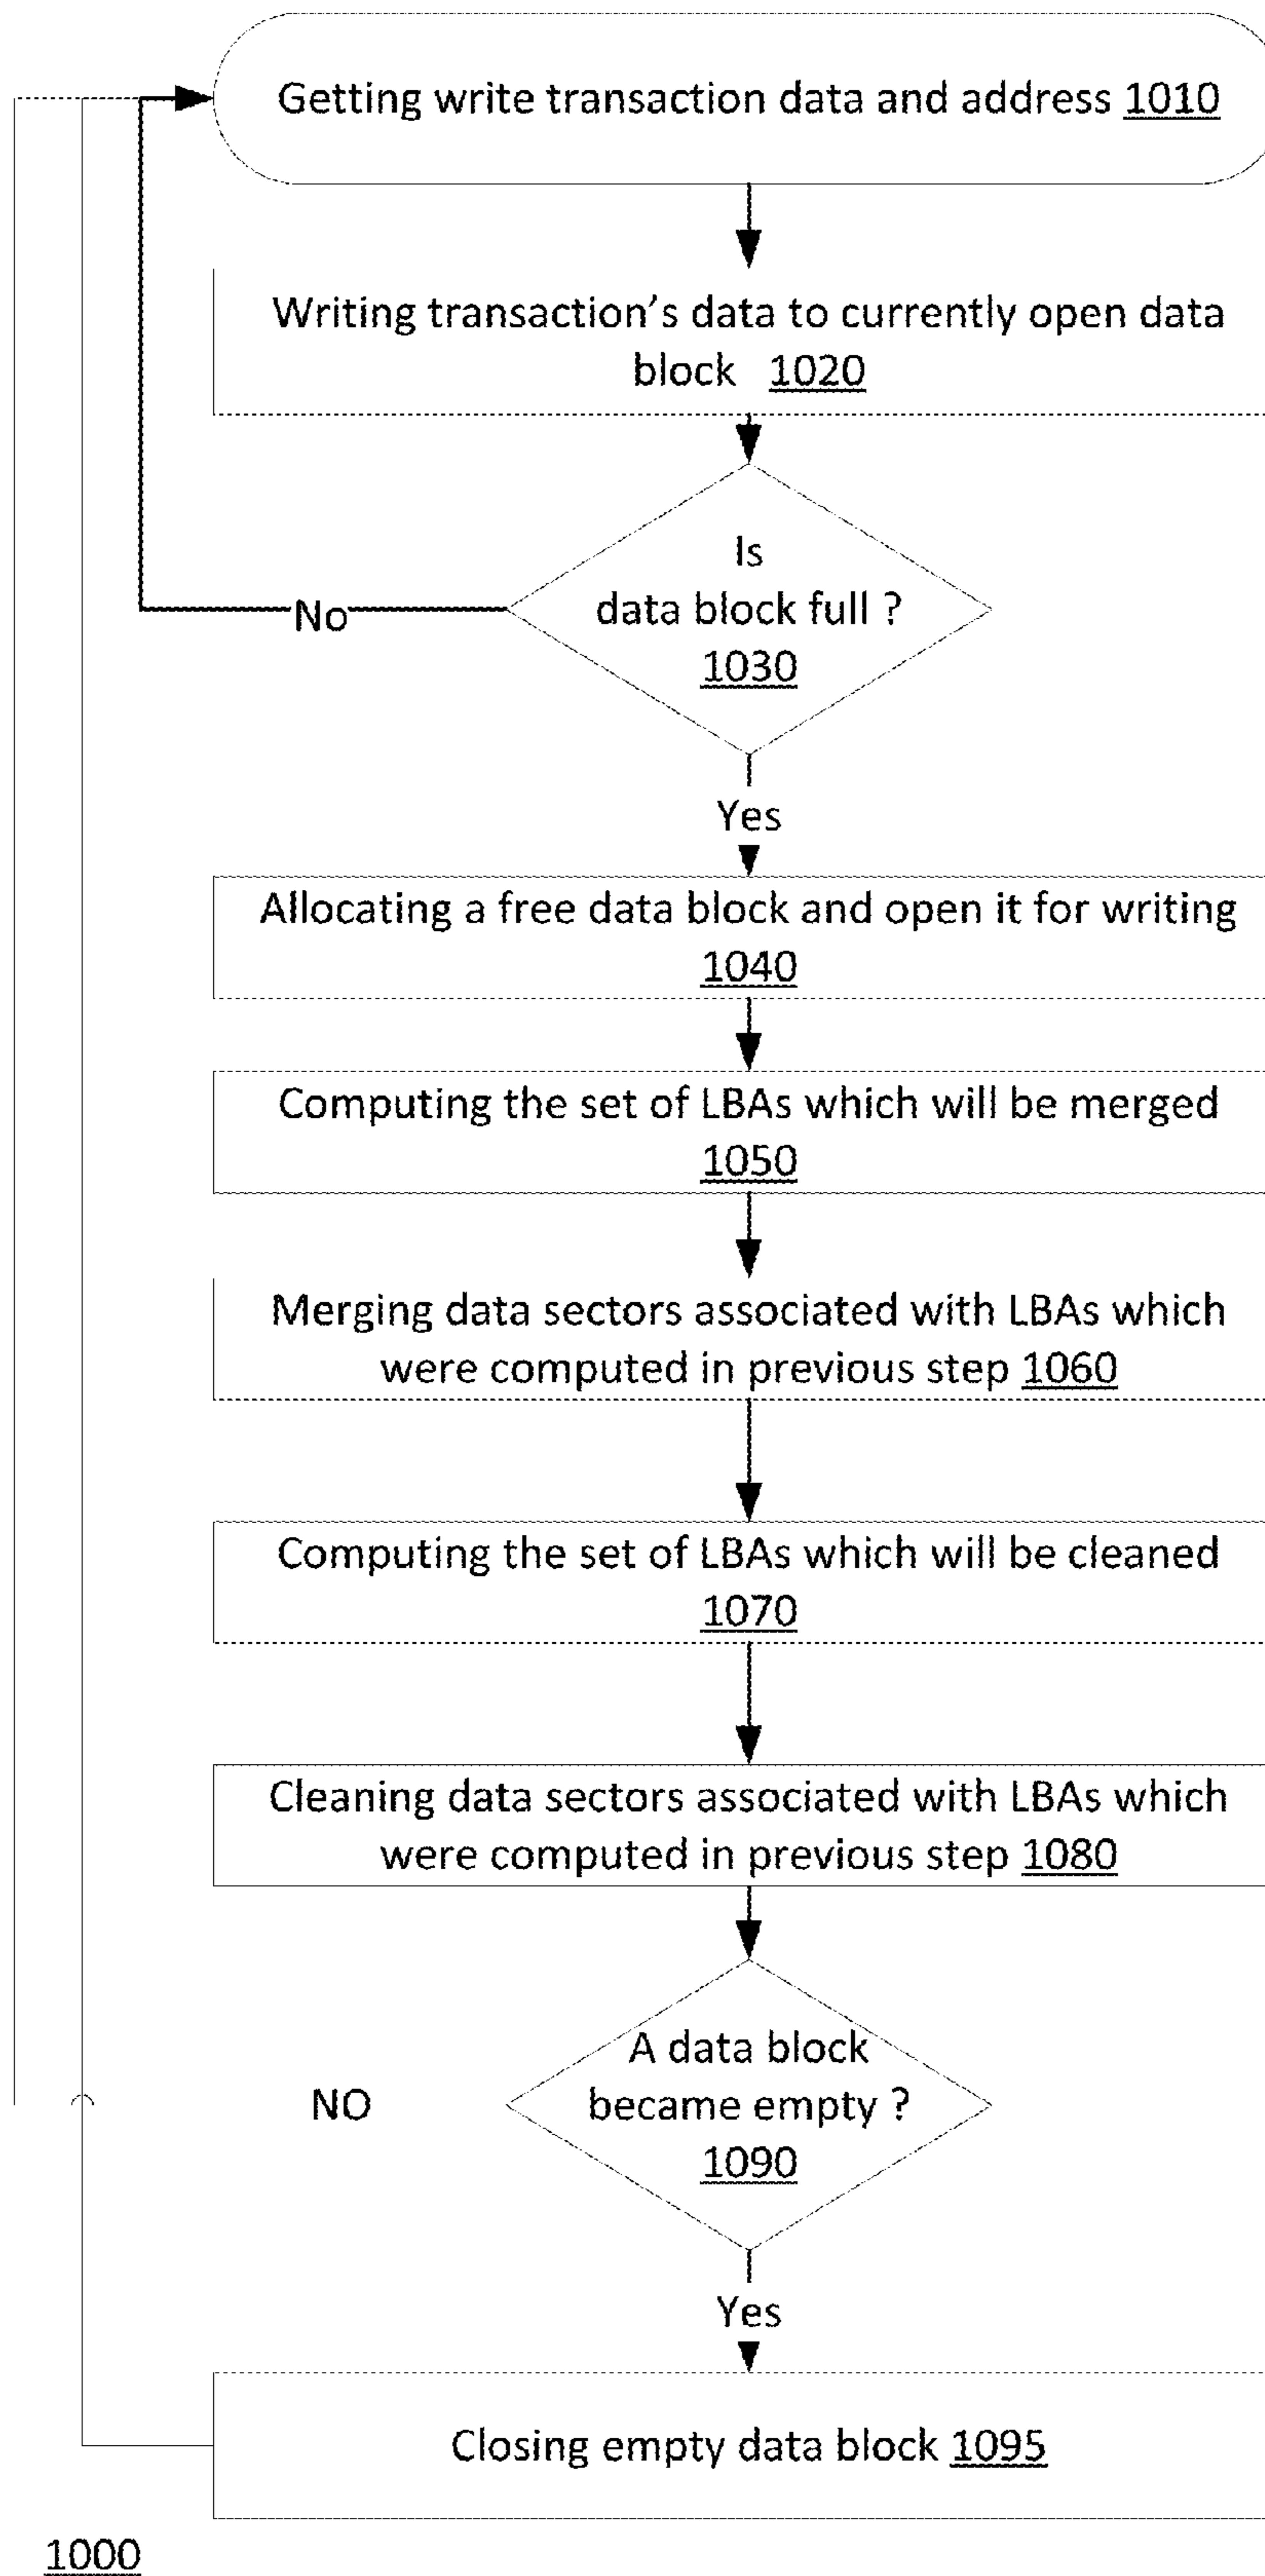 Getting write transaction data and address 1010
Writing transaction's data to currently open data
block 1020
Is
data block full ?
1030
No
Yes
Allocating a free data block and open it for writing
1040
Computing the set of LBAs which will be merged
1050
Merging data sectors associated with LBAs which
were computed in previous step 1060
Computing the set of LBAs which will be cleaned
1070
Cleaning data sectors associated with LBAs which
were computed in previous step 1080
A data block
became empty ?
1090
NO
Yes
Closing empty data block 1095
1000